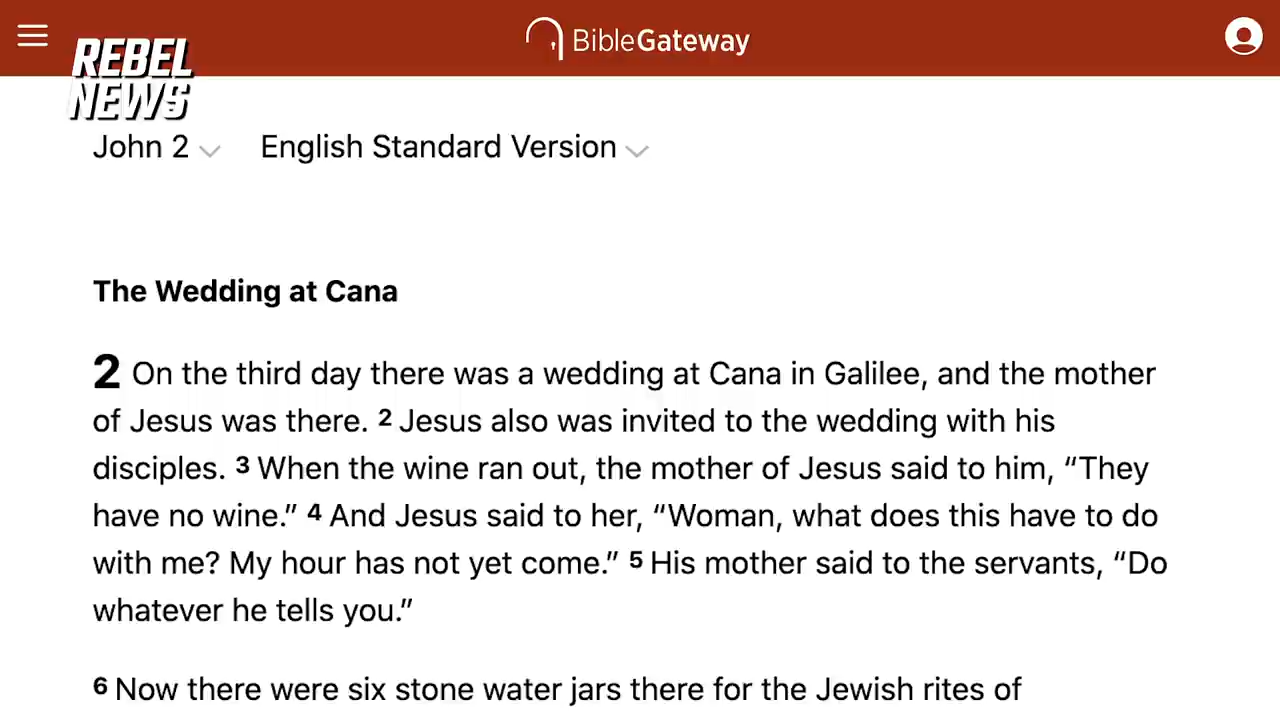 BibleGateway
REBEL
NEWS
John 2 English Standard Version
The Wedding at Cana
2 On the third day there was a wedding at Cana in Galilee, and the mother
of Jesus was there. 2 Jesus also was invited to the wedding with his
disciples. 3 When the wine ran out, the mother of Jesus said to him, “They
have no wine.” 4 And Jesus said to her, “Woman, what does this have to do
with me? My hour has not yet come.” 5 His mother said to the servants, “Do
whatever he tells you.”
6 Now there were six stone water jars there for the Jewish rites of